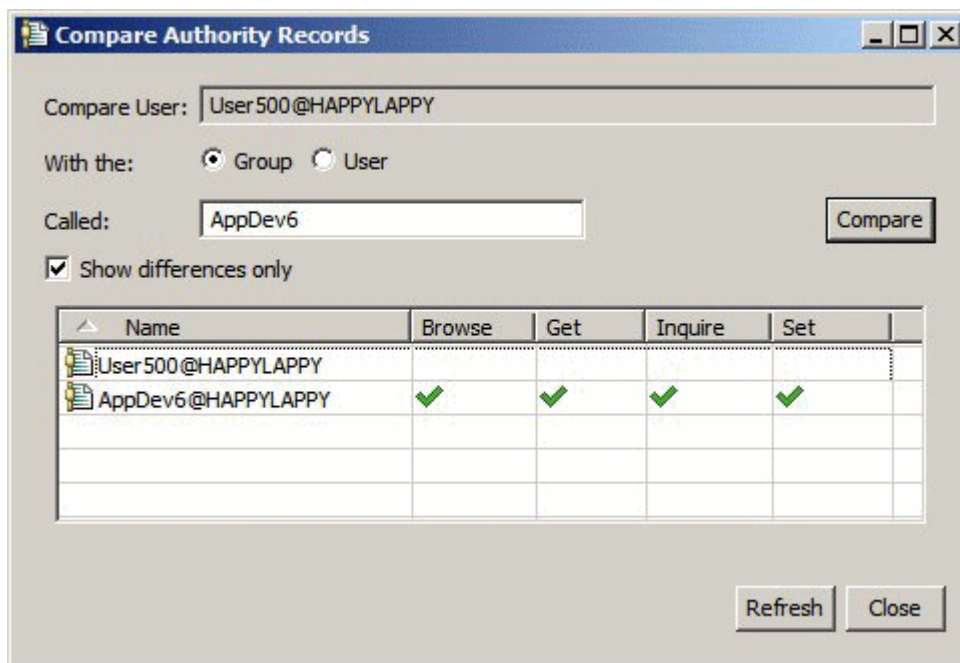 Compare Authority Records
Compare User: User500@HAPPYLAPPY
With the: Group User
Called: AppDev6 Compare
Show differences only
Name Browse Get Inquire Set
User500@HAPPYLAPPY
AppDev6@HAPPYLAPPY
Refresh Close